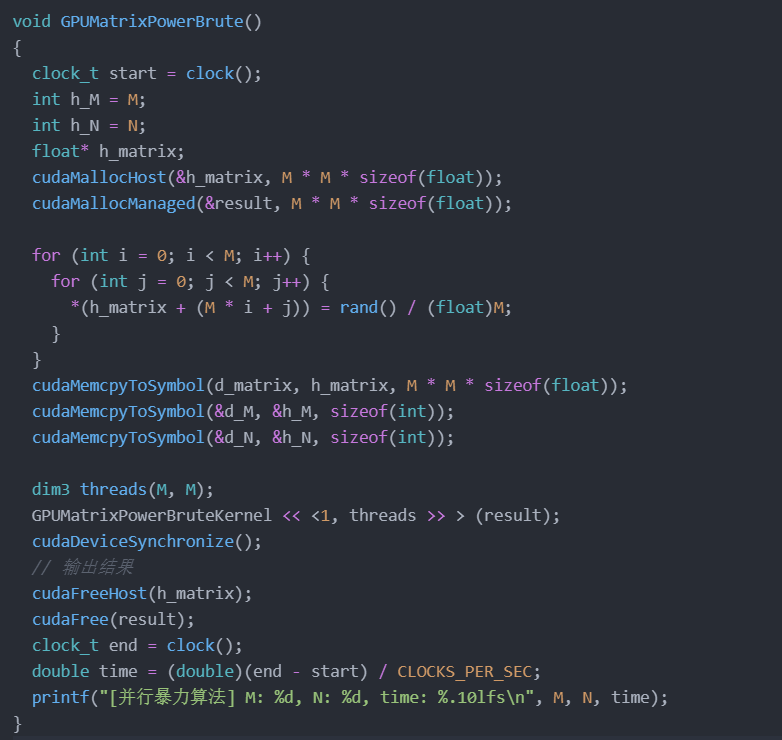 void GPUMatrixPowerBrute()
{
  clock_t start = clock();
  int h_M = M;
  int h_N = N;
  float* h_matrix;
  cudaMallocHost(&h_matrix, M * M * sizeof(float));
  cudaMallocManaged(&result, M * M * sizeof(float));

  for (int i = 0; i < M; i++) {
    for (int j = 0; j < M; j++) {
      *(h_matrix + (M * i + j)) = rand() / (float)M;
    }
  }
  cudaMemcpyToSymbol(d_matrix, h_matrix, M * M * sizeof(float));
  cudaMemcpyToSymbol(&d_M, &h_M, sizeof(int));
  cudaMemcpyToSymbol(&d_N, &h_N, sizeof(int));

  dim3 threads(M, M);
  GPUMatrixPowerBruteKernel << <1, threads >> > (result);
  cudaDeviceSynchronize();
  // 输出结果
  cudaFreeHost(h_matrix);
  cudaFree(result);
  clock_t end = clock();
  double time = (double)(end - start) / CLOCKS_PER_SEC;
  printf("[并行暴力算法] M: %d, N: %d, time: %.10lfs\n", M, N, time);
}